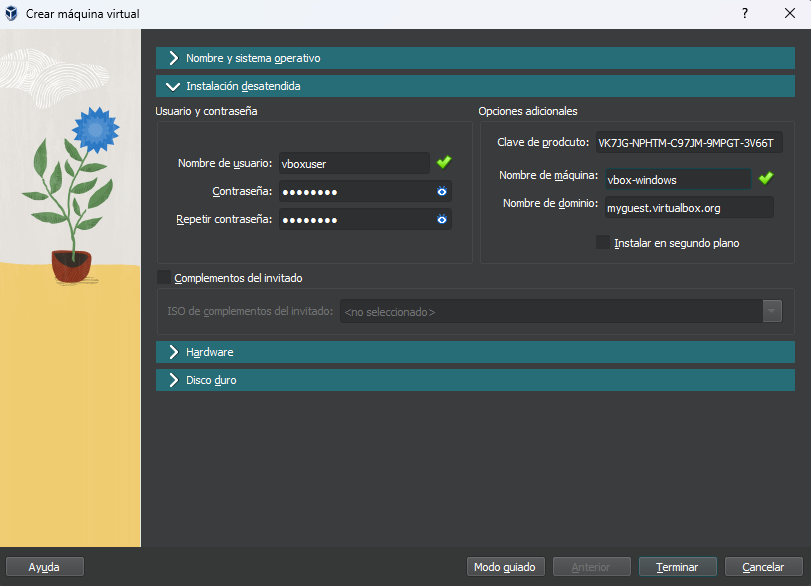 Crear máquina virtual
?
Nombre y sistema operativo
Instalación desatendida
Usuario y contraseña
Nombre de usuario: vboxuser
Contraseña: ●●●●●●●●
Repetir contraseña: ●●●●●●●●
Opciones adicionales
Clave de prodcuto: VK7JG-NPHTM-C97JM-9MPGT-3V66T
Nombre de máquina: vbox-windows
Nombre de dominio: myguest.virtualbox.org
Instalar en segundo plano
Complementos del invitado
ISO de complementos del invitado: <no seleccionado>
Hardware
Disco duro
Ayuda Modo guiado Anterior Terminar Cancelar